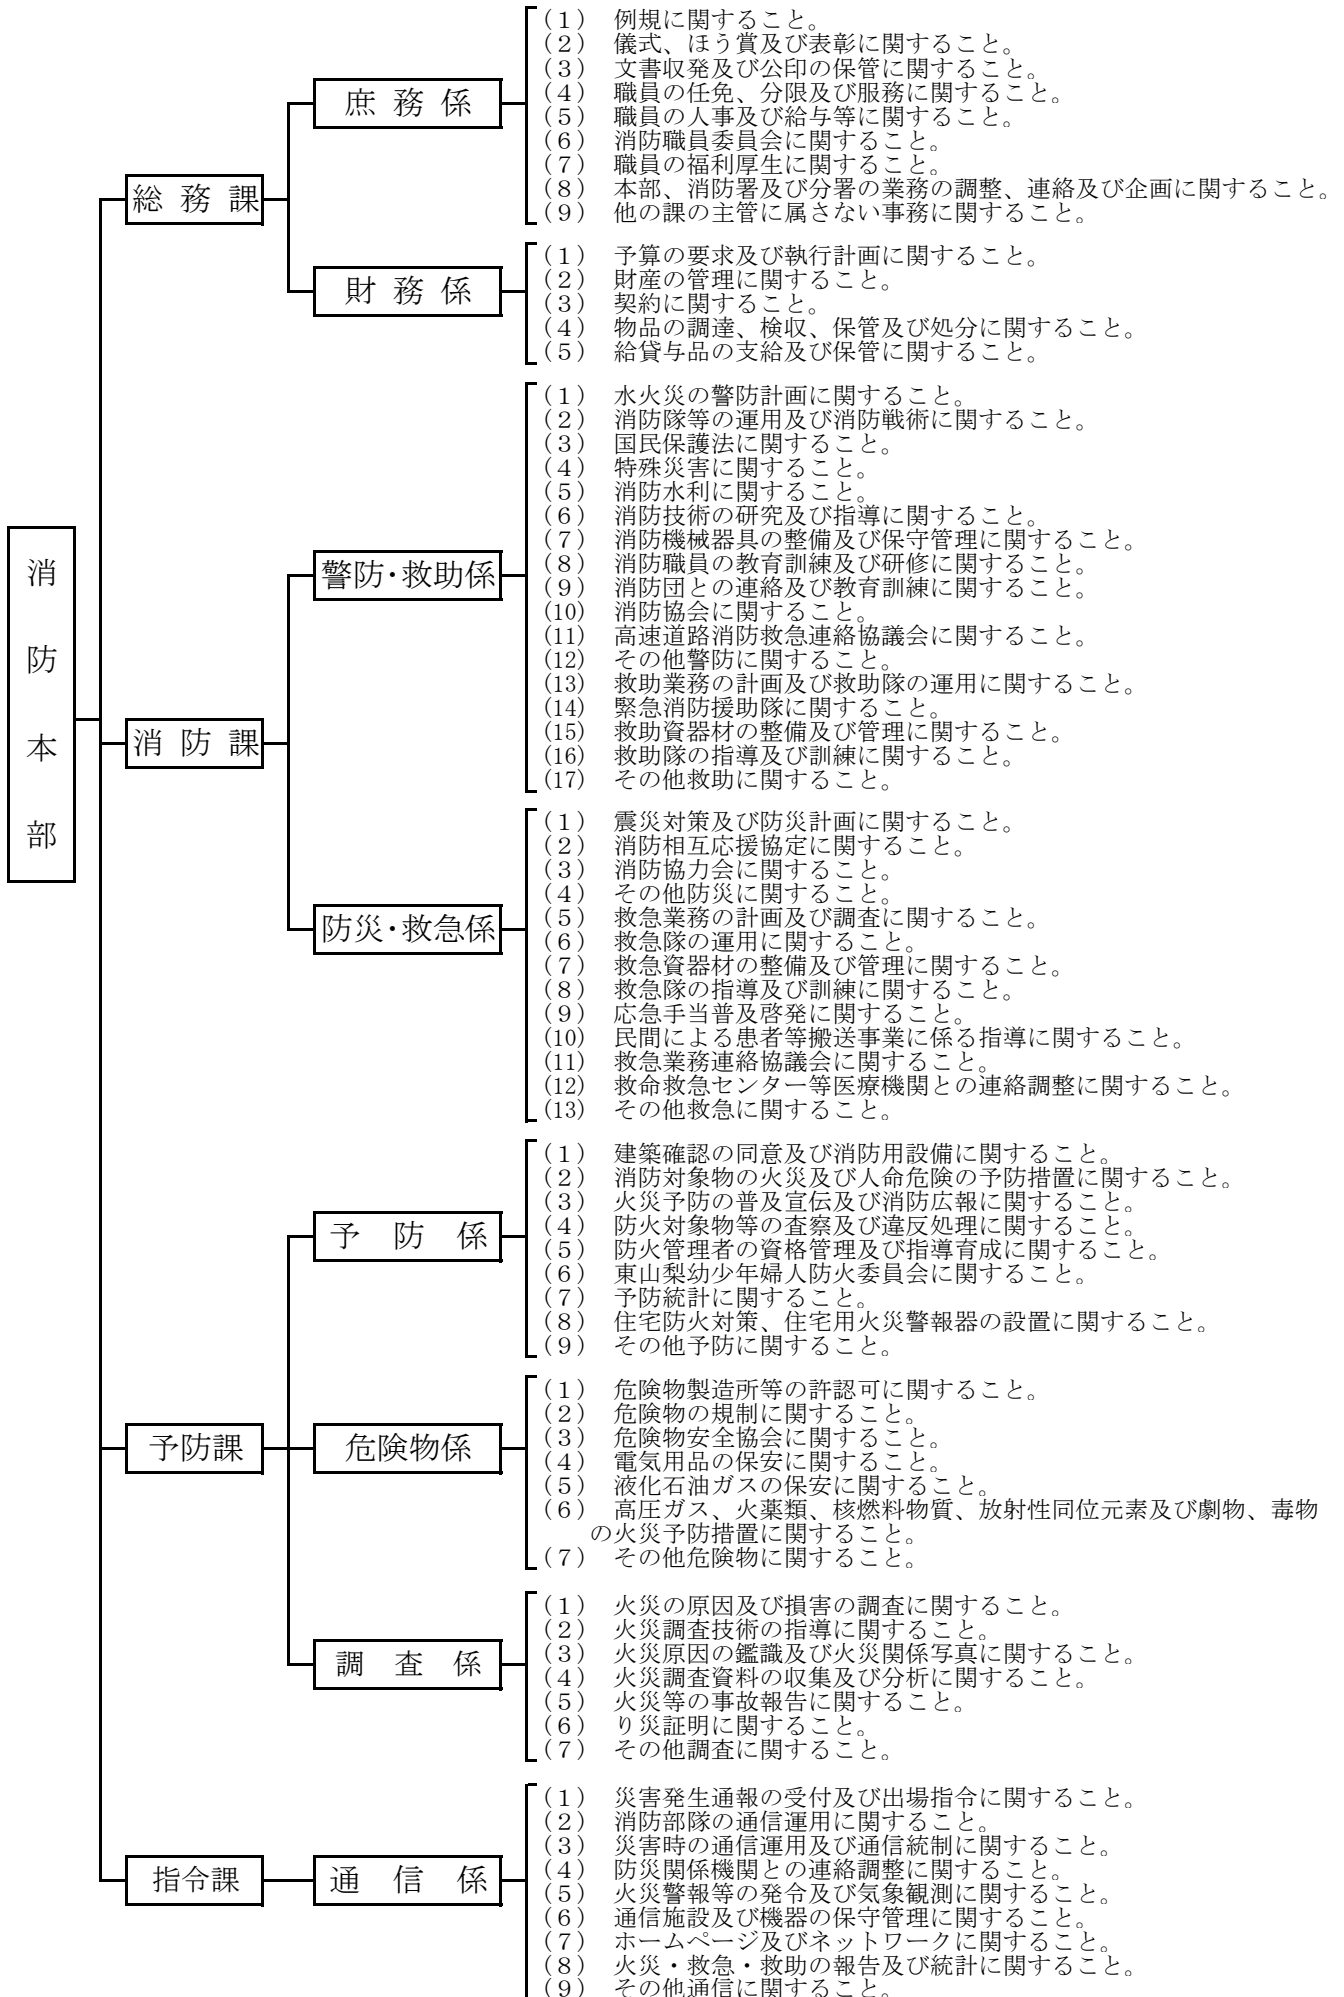 消防本部
総務課
庶務係
(1) 例規に関すること。
(2) 儀式、ほう賞及び表彰に関すること。
(3) 文書収発及び公印の保管に関すること。
(4) 職員の任免、分限及び服務に関すること。
(5) 職員の人事及び給与等に関すること。
(6) 消防職員委員会に関すること。
(7) 職員の福利厚生に関すること。
(8) 本部、消防署及び分署の業務の調整、連絡及び企画に関すること。
(9) 他の課の主管に属さない事務に関すること。
財務係
(1) 予算の要求及び執行計画に関すること。
(2) 財産の管理に関すること。
(3) 契約に関すること。
(4) 物品の調達、検収、保管及び処分に関すること。
(5) 給貸与品の支給及び保管に関すること。
消防課
警防・救助係
(1) 水火災の警防計画に関すること。
(2) 消防隊等の運用及び消防戦術に関すること。
(3) 国民保護法に関すること。
(4) 特殊災害に関すること。
(5) 消防水利に関すること。
(6) 消防技術の研究及び指導に関すること。
(7) 消防機械器具の整備及び保守管理に関すること。
(8) 消防職員の教育訓練及び研修に関すること。
(9) 消防団との連絡及び教育訓練に関すること。
(10) 消防協会に関すること。
(11) 高速道路消防救急連絡協議会に関すること。
(12) その他警防に関すること。
(13) 救助業務の計画及び救助隊の運用に関すること。
(14) 緊急消防援助隊に関すること。
(15) 救助資器材の整備及び管理に関すること。
(16) 救助隊の指導及び訓練に関すること。
(17) その他救助に関すること。
防災・救急係
(1) 震災対策及び防災計画に関すること。
(2) 消防相互応援協定に関すること。
(3) 消防協力会に関すること。
(4) その他防災に関すること。
(5) 救急業務の計画及び調査に関すること。
(6) 救急隊の運用に関すること。
(7) 救急資器材の整備及び管理に関すること。
(8) 救急隊の指導及び訓練に関すること。
(9) 応急手当普及啓発に関すること。
(10) 民間による患者等搬送事業に係る指導に関すること。
(11) 救急業務連絡協議会に関すること。
(12) 救命救急センター等医療機関との連絡調整に関すること。
(13) その他救急に関すること。
予防課
予防係
(1) 建築確認の同意及び消防用設備に関すること。
(2) 消防対象物の火災及び人命危険の予防措置に関すること。
(3) 火災予防の普及宣伝及び消防広報に関すること。
(4) 防火対象物等の査察及び違反処理に関すること。
(5) 防火管理者の資格管理及び指導育成に関すること。
(6) 東山梨幼少年婦人防火委員会に関すること。
(7) 予防統計に関すること。
(8) 住宅防火対策、住宅用火災警報器の設置に関すること。
(9) その他予防に関すること。
危険物係
(1) 危険物製造所等の許認可に関すること。
(2) 危険物の規制に関すること。
(3) 危険物安全協会に関すること。
(4) 電気用品の保安に関すること。
(5) 液化石油ガスの保安に関すること。
(6) 高圧ガス、火薬類、核燃料物質、放射性同位元素及び劇物、毒物
の火災予防措置に関すること。
(7) その他危険物に関すること。
調査係
(1) 火災の原因及び損害の調査に関すること。
(2) 火災調査技術の指導に関すること。
(3) 火災原因の鑑識及び火災関係写真に関すること。
(4) 火災調査資料の収集及び分析に関すること。
(5) 火災等の事故報告に関すること。
(6) り災証明に関すること。
(7) その他調査に関すること。
指令課
通信係
(1) 災害発生通報の受付及び出場指令に関すること。
(2) 消防部隊の通信運用に関すること。
(3) 災害時の通信運用及び通信統制に関すること。
(4) 防災関係機関との連絡調整に関すること。
(5) 火災警報等の発令及び気象観測に関すること。
(6) 通信施設及び機器の保守管理に関すること。
(7) ホームページ及びネットワークに関すること。
(8) 火災・救急・救助の報告及び統計に関すること。
(9) その他通信に関すること。